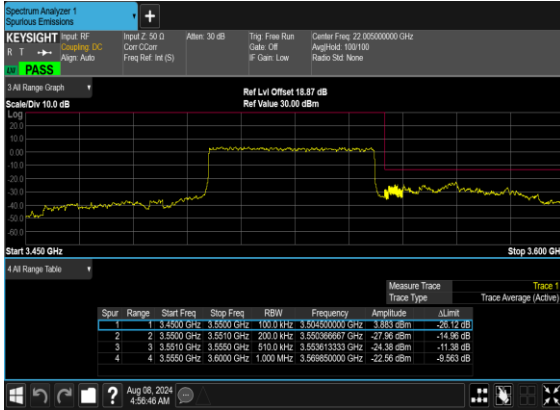 Spectrum Analyzer 1
Spurious Emissions
+
KEYSIGHT
R T
LXI PASS
Input: RF
Coupling: DC
Align: Auto
Input Z: 50 Ω
Corr CCorr
Freq Ref: Int (S)
Atten: 30 dB
Trig: Free Run
Gate: Off
IF Gain: Low
Center Freq: 22.005000000 GHz
Avg|Hold: 100/100
Radio Std: None
3 All Range Graph
Scale/Div 10.0 dB
Ref Lvl Offset 18.87 dB
Ref Value 30.00 dBm
Log
20.0
10.0
0.00
-10.0
-20.0
-30.0
-40.0
-50.0
-60.0
Start 3.450 GHz
Stop 3.600 GH
4 All Range Table
Measure Trace Trace 1
Trace Type Trace Average (Active)
Spur Range Start Freq Stop Freq RBW Frequency Amplitude ΔLimit
1 1 3.4500 GHz 3.5500 GHz 100.0 kHz 3.504500000 GHz 3.883 dBm -26.12 dB
2 2 3.5500 GHz 3.5510 GHz 200.0 kHz 3.550366667 GHz -27.96 dBm -14.96 dB
3 3 3.5510 GHz 3.5550 GHz 510.0 kHz 3.553613333 GHz -24.38 dBm -11.38 dB
4 4 3.5550 GHz 3.6000 GHz 1.000 MHz 3.569850000 GHz -22.56 dBm -9.563 dB
?
Aug 08, 2024
4:56:46 AM